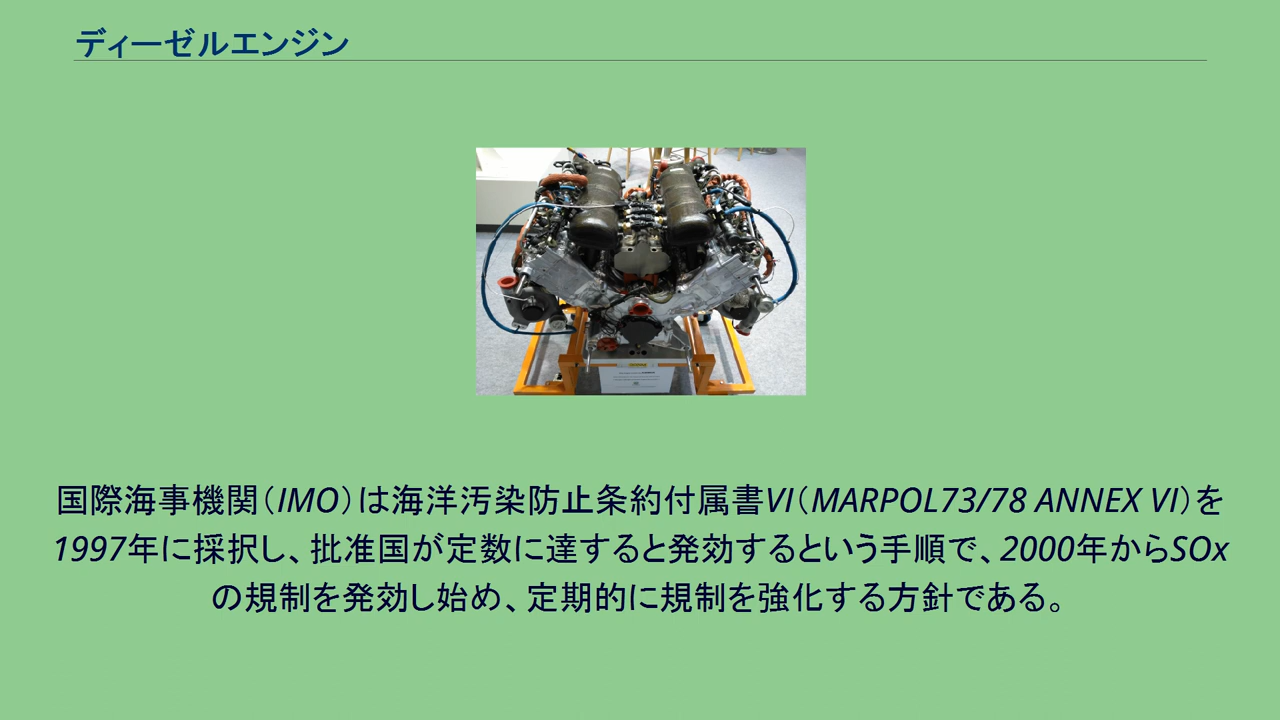 ディーゼルエンジン
国際海事機関（IMO）は海洋汚染防止条約付属書VI（MARPOL73/78 ANNEX VI）を
1997年に採択し、批准国が定数に達すると発効するという手順で、2000年からSOx
の規制を発効し始め、定期的に規制を強化する方針である。